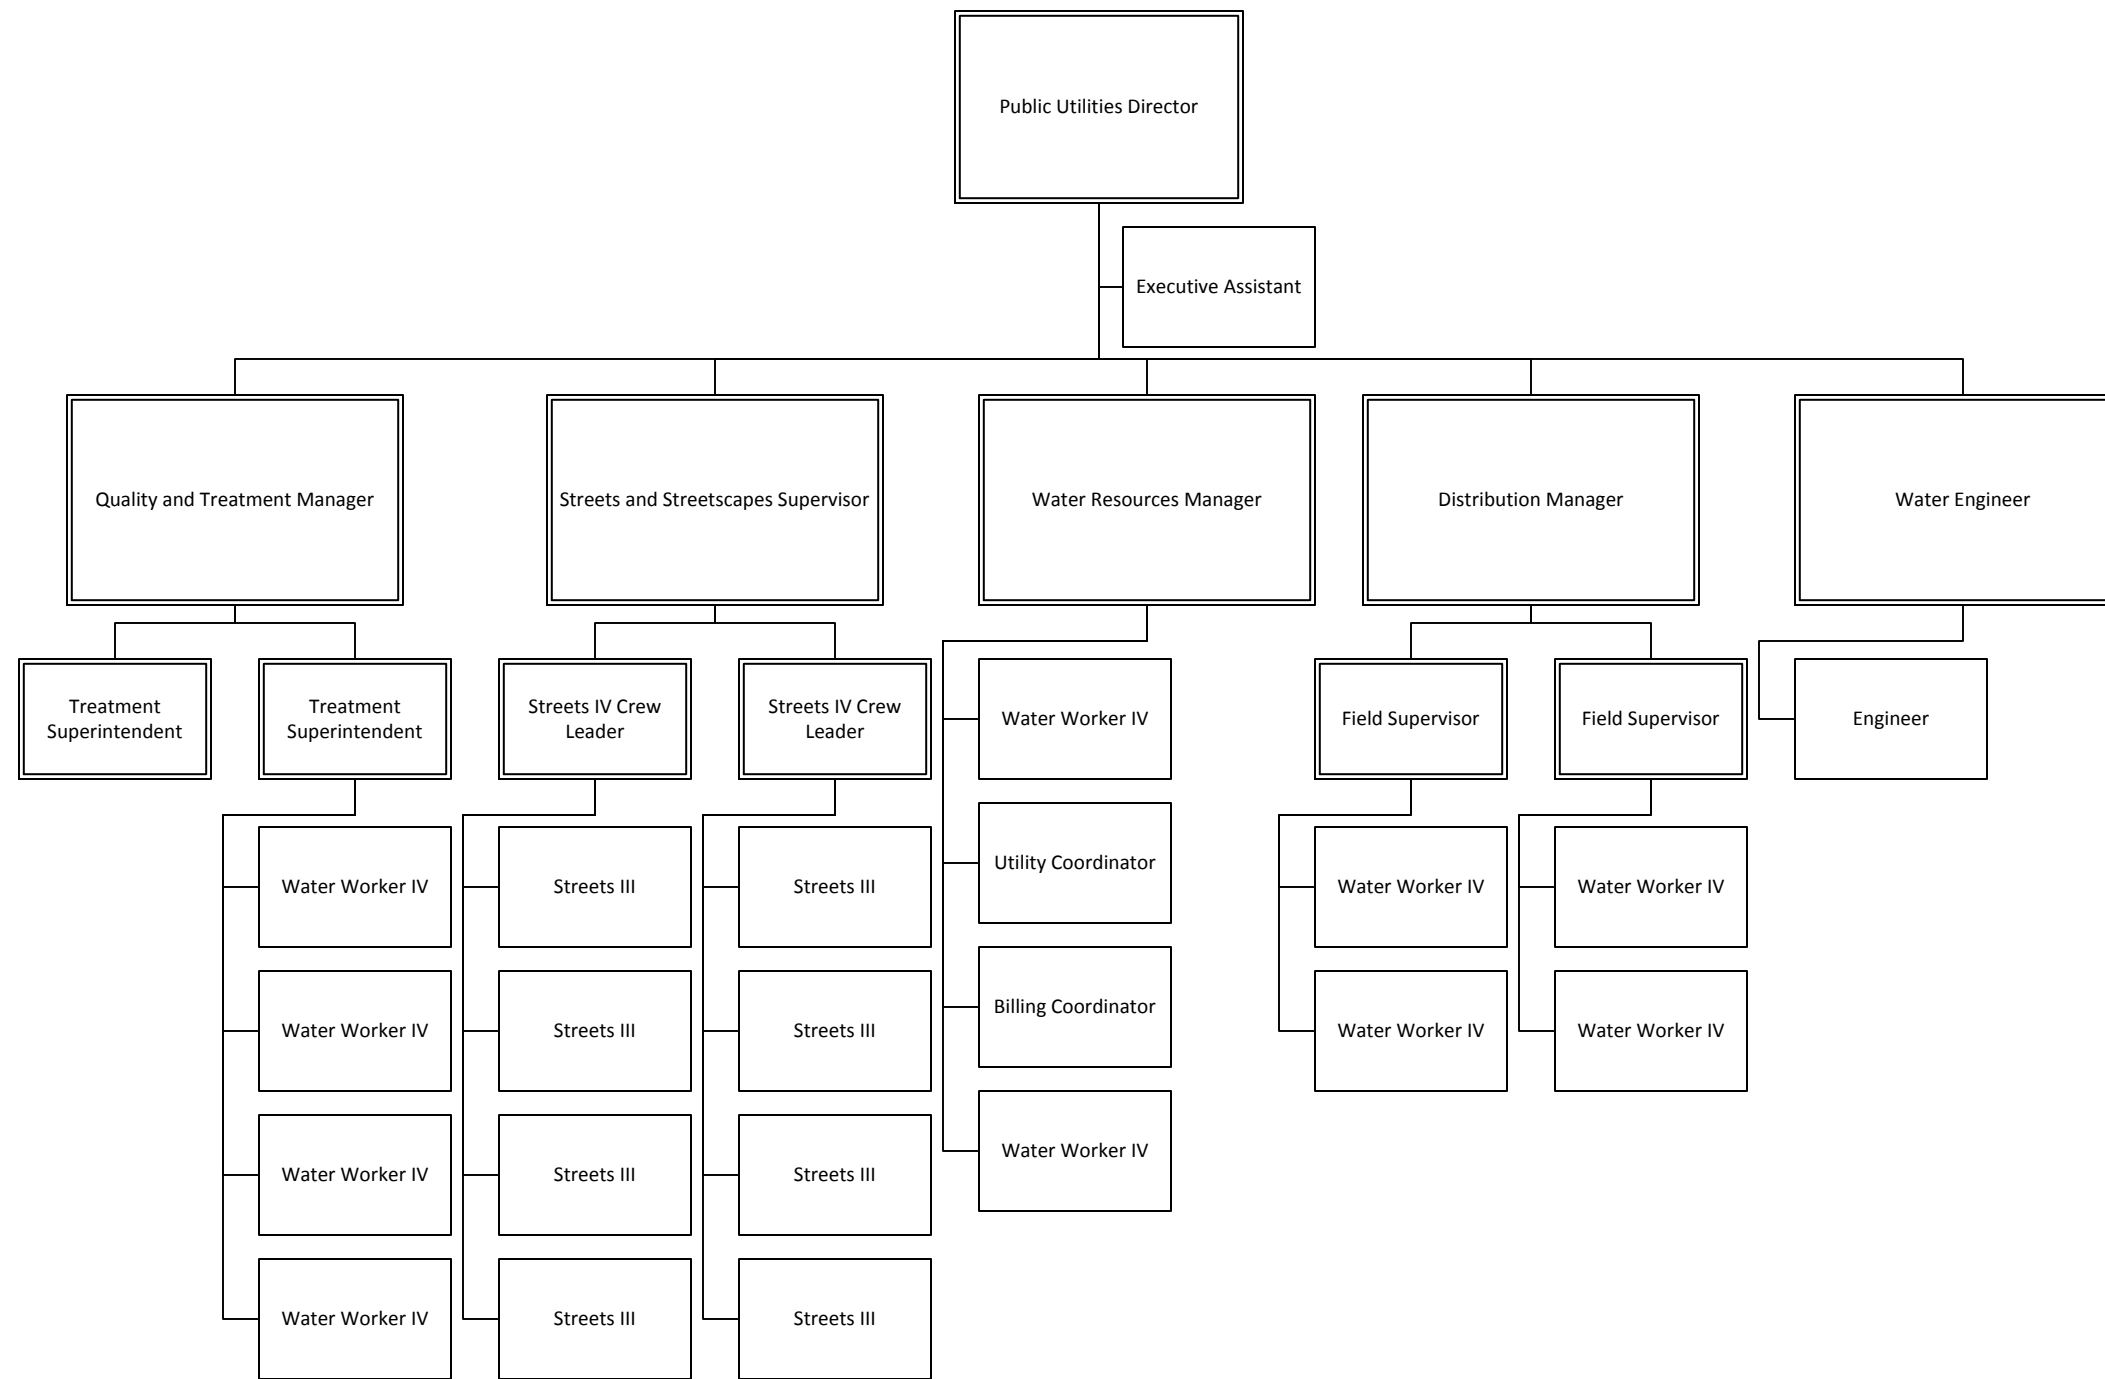 Public Utilities Director
Executive Assistant
Quality and Treatment Manager
Streets and Streetscapes Supervisor
Water Resources Manager
Distribution Manager
Water Engineer
Treatment
Superintendent
Treatment
Superintendent
Streets IV Crew
Leader
Streets IV Crew
Leader
Water Worker IV
Field Supervisor
Field Supervisor
Engineer
Water Worker IV
Streets III
Streets III
Utility Coordinator
Water Worker IV
Water Worker IV
Water Worker IV
Streets III
Streets III
Billing Coordinator
Water Worker IV
Water Worker IV
Water Worker IV
Streets III
Streets III
Water Worker IV
Water Worker IV
Streets III
Streets III